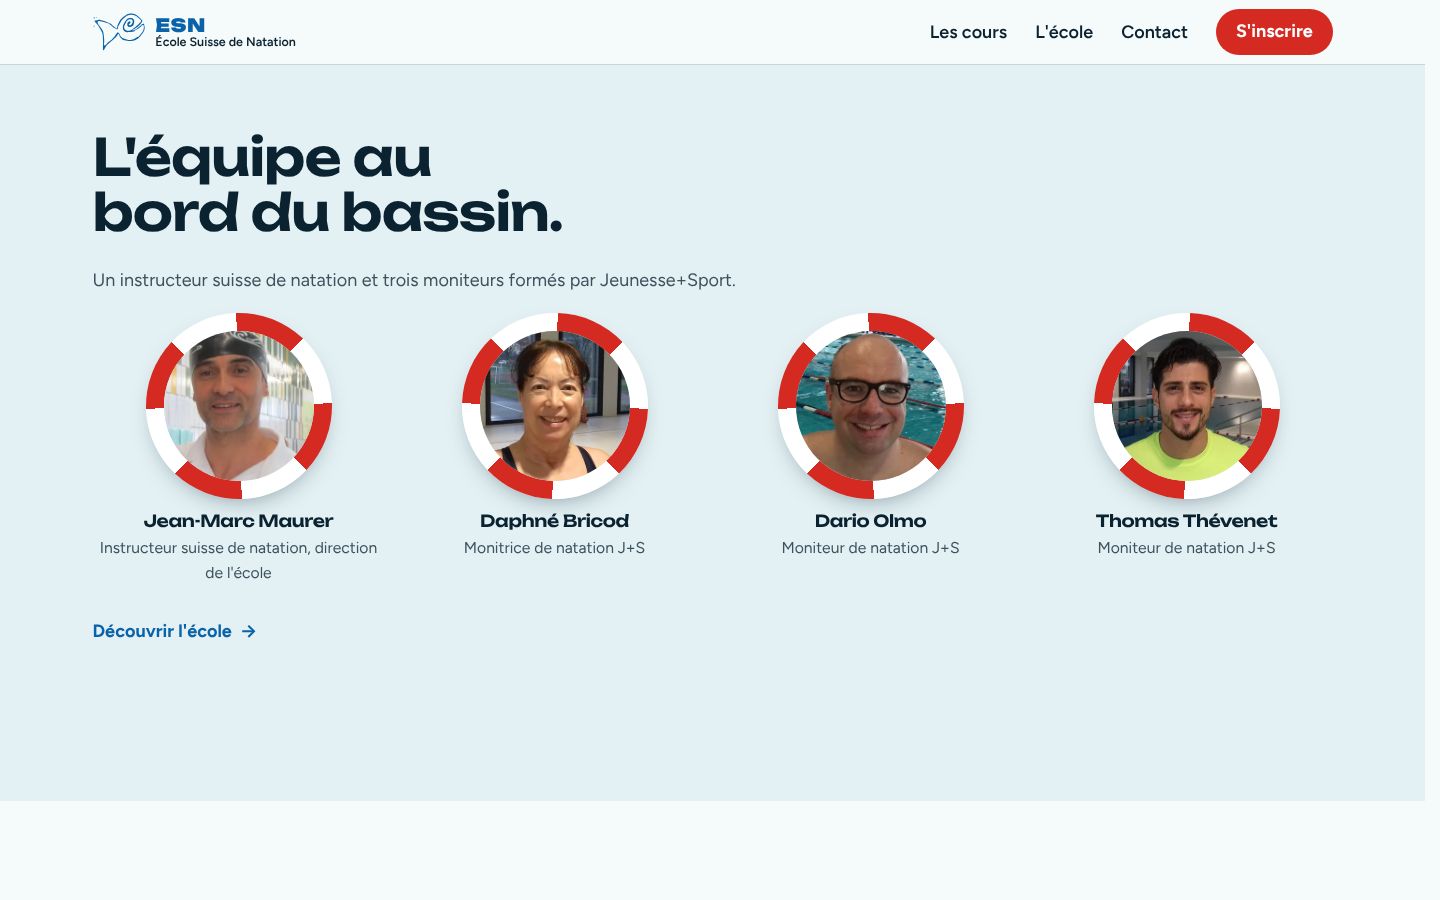 ESN
École Suisse de Natation
Les cours
L'école
Contact
S'inscrire
L'équipe au
bord du bassin.
Un instructeur suisse de natation et trois moniteurs formés par Jeunesse+Sport.
Jean-Marc Maurer
Instructeur suisse de natation, direction
de l'école
Daphné Bricod
Monitrice de natation J+S
Dario Olmo
Moniteur de natation J+S
Thomas Thévenet
Moniteur de natation J+S
Découvrir l'école →